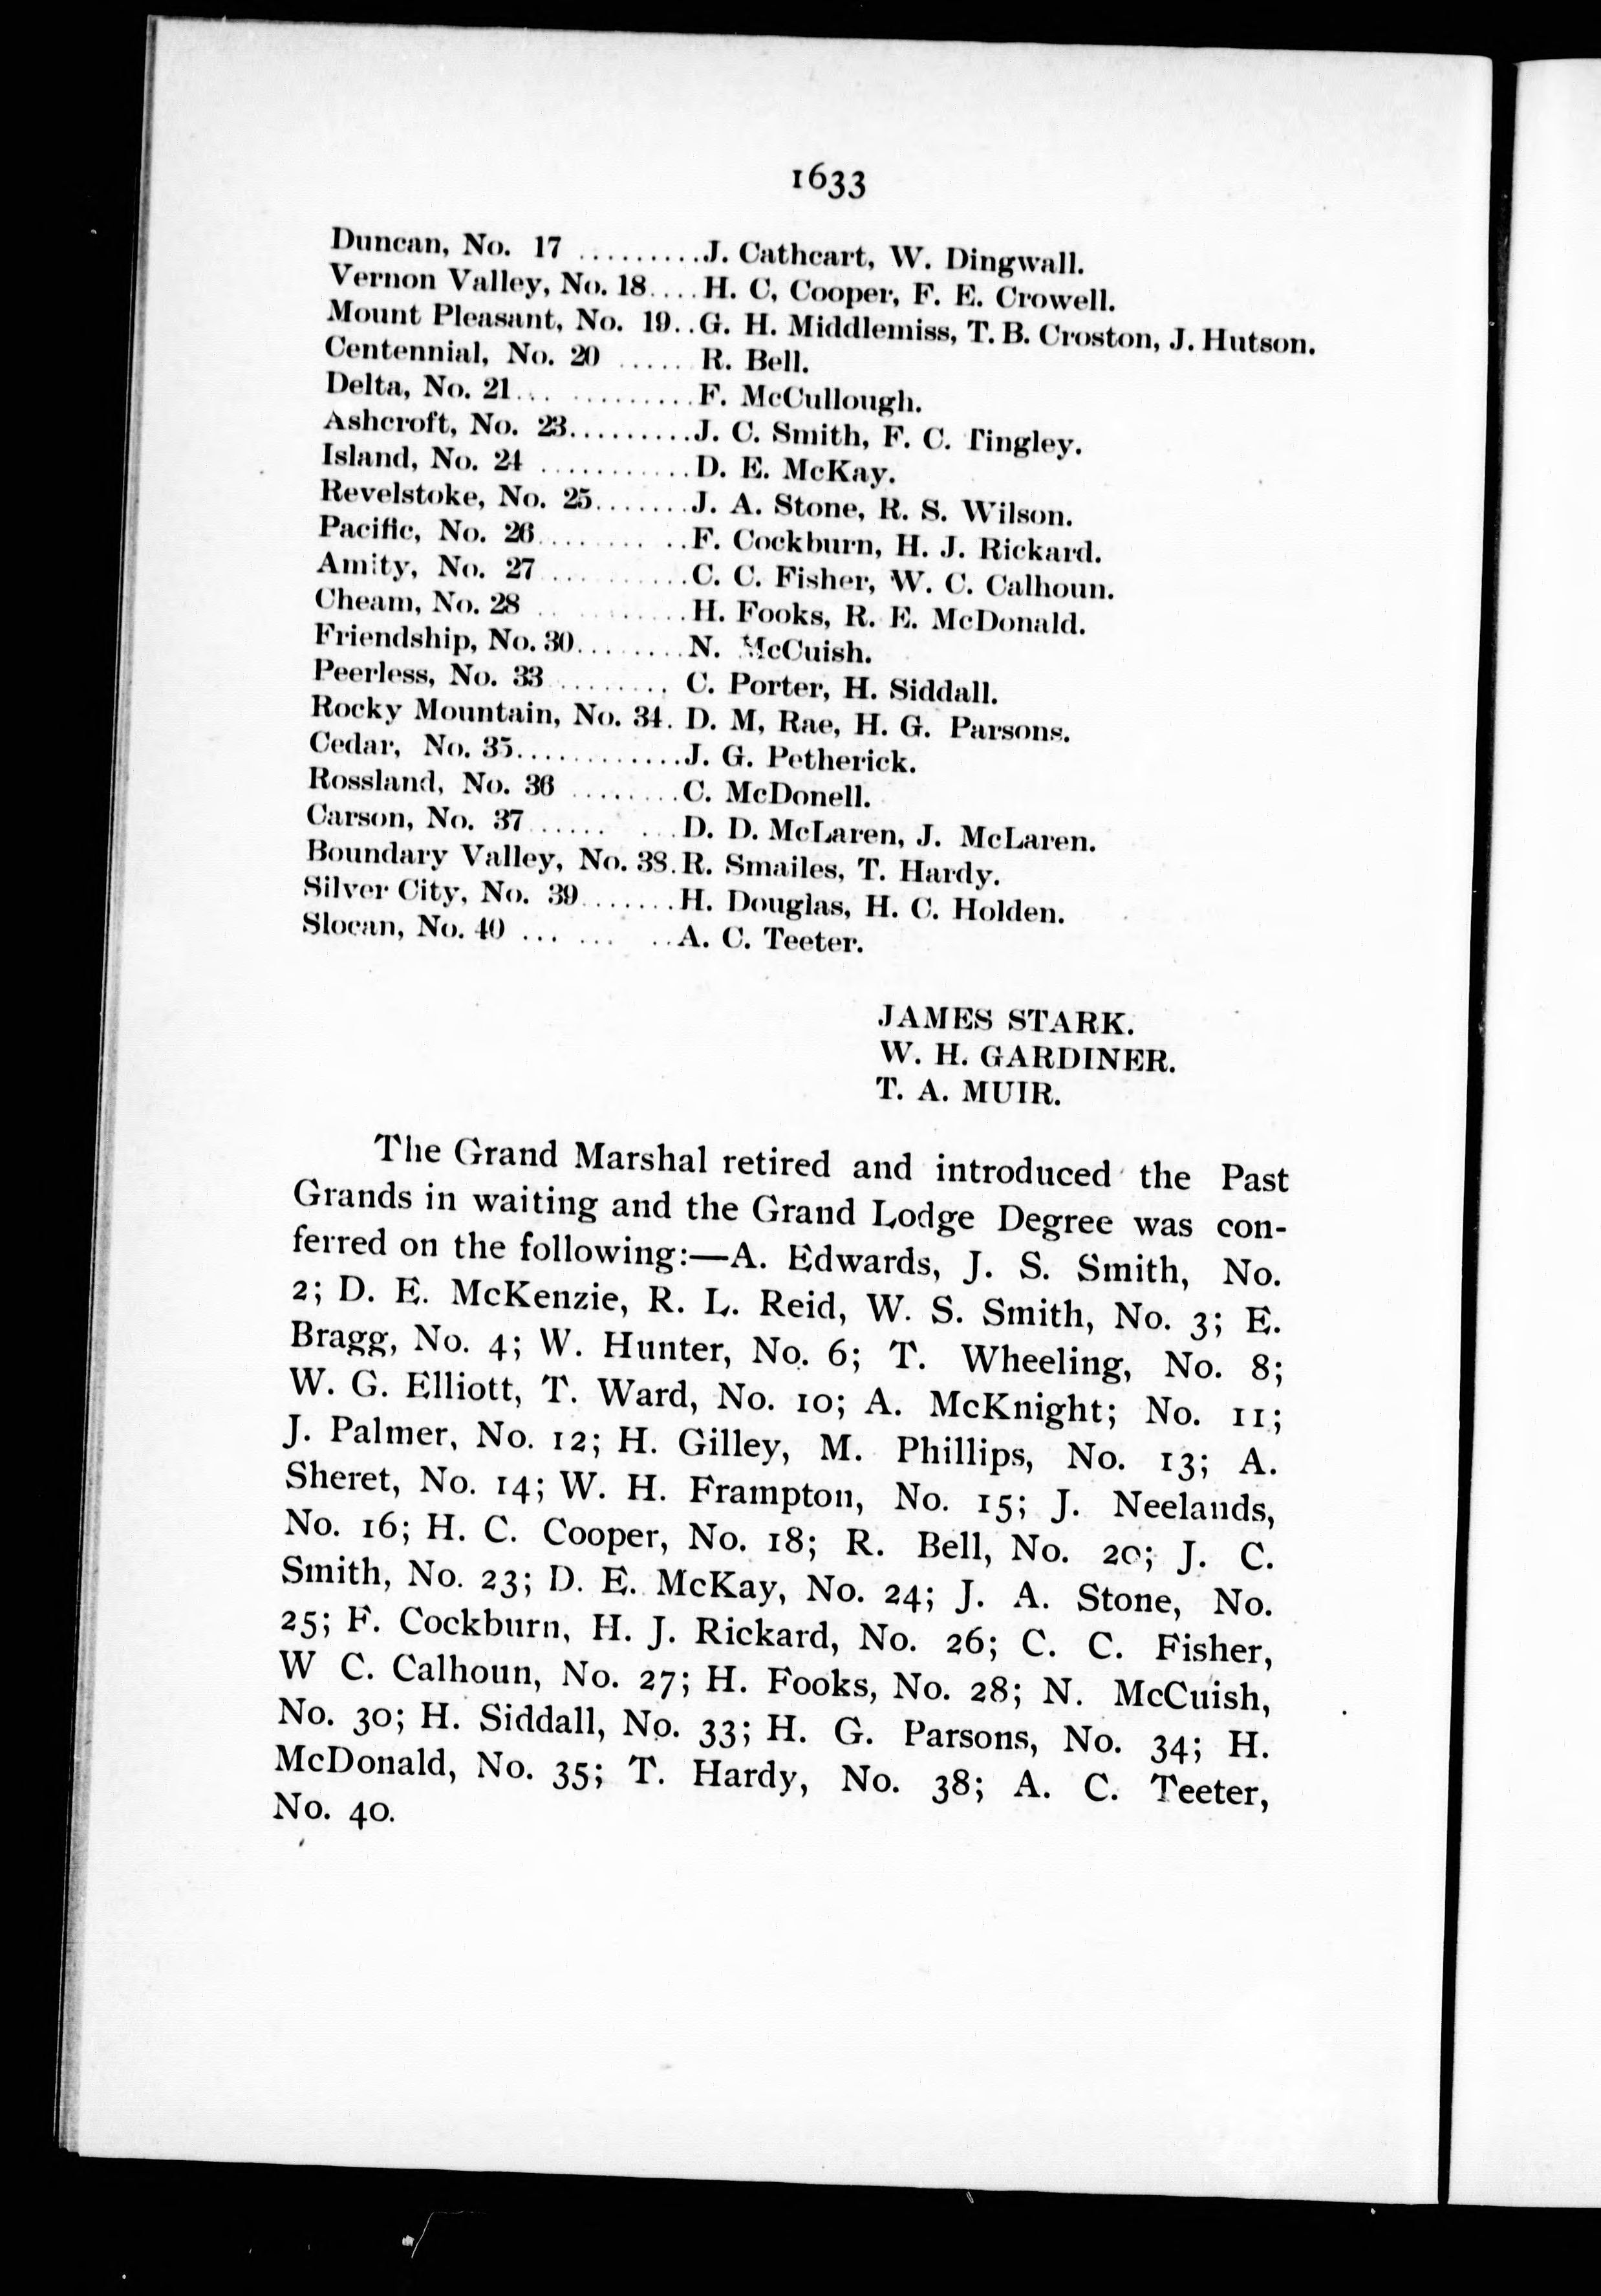 1633
Duncan, No. 17 .........J. Cathcart, W. Dingwall.
Vernon Valley, No. 18.... H. C, Cooper, F. E. Crowell.
Mount Pleasant, No. 19..G. H. Middlemiss, T. B. Croston, J. Hutson.
Centennial, No. 20 ...... R. Bell.
Delta, No. 21... ..........F. McCullough.
Ashcroft, No. 23..........J. C. Smith, F. C. Tingley.
Island, No. 24 ............D. E. McKay.
Revelstoke, No. 25........J. A. Stone, R. S. Wilson.
Pacific, No. 26.......... ..F. Cockburn, H. J. Rickard.
Amity, No. 27 ............C. C. Fisher, W. C. Calhoun.
Cheam, No. 28 .. .........H. Fooks, R. E. McDonald.
Friendship, No. 30.........N. McCuish.
Peerless, No. 33 ......... C. Porter, H. Siddall.
Rocky Mountain, No. 34. D. M, Rae, H. G. Parsons.
Cedar, No. 35.............J. G. Petherick.
Rossland, No. 36 .........C. McDonell.
Carson, No. 37...... ... D. D. McLaren, J. McLaren.
Boundary Valley, No. 38.R. Smailes, T. Hardy.
Silver City, No. 39........H. Douglas, H. C. Holden.
Slocan, No. 40 ... ... ..A. C. Teeter.
JAMES STARK.
W. H. GARDINER.
T. A. MUIR.
The Grand Marshal retired and introduced the Past
Grands in waiting and the Grand Lodge Degree was con-
ferred on the following:—A. Edwards, J. S. Smith, No.
2; D. E. McKenzie, R. L. Reid, W. S. Smith, No. 3; E.
Bragg, No. 4; W. Hunter, No. 6; T. Wheeling, No. 8;
W. G. Elliott, T. Ward, No. 10; A. McKnight; No. 11;
J. Palmer, No. 12; H. Gilley, M. Phillips, No. 13; A.
Sheret, No. 14; W. H. Frampton, No. 15; J. Neelands,
No. 16; H. C. Cooper, No. 18; R. Bell, No. 20; J. C.
Smith, No. 23; D. E. McKay, No. 24; J. A. Stone, No.
25; F. Cockburn, H. J. Rickard, No. 26; C. C. Fisher,
W C. Calhoun, No. 27; H. Fooks, No. 28; N. McCuish,
No. 30; H. Siddall, No. 33; H. G. Parsons, No. 34; H.
McDonald, No. 35; T. Hardy, No. 38; A. C. Teeter,
No. 40.